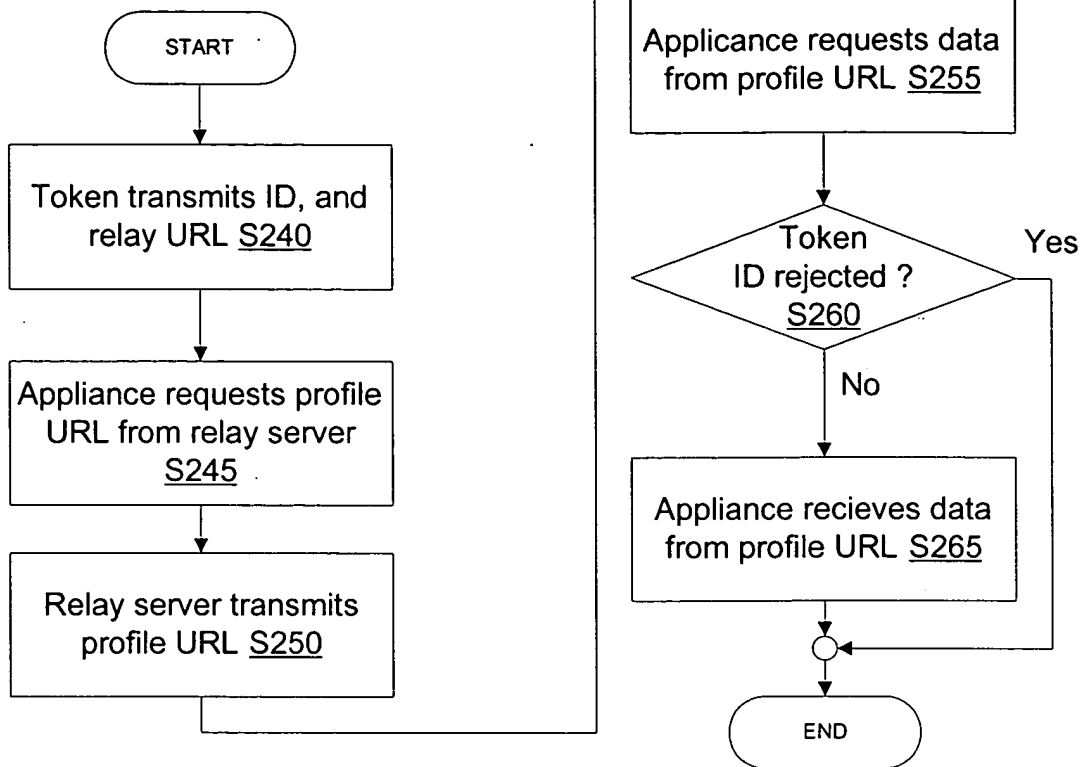 START
Token transmits ID, and
relay URL S240
Appliance requests profile
URL from relay server
S245
Relay server transmits
profile URL S250
Applicance requests data
from profile URL S255
Token
ID rejected ?
S260
Yes
No
Appliance recieves data
from profile URL S265
END